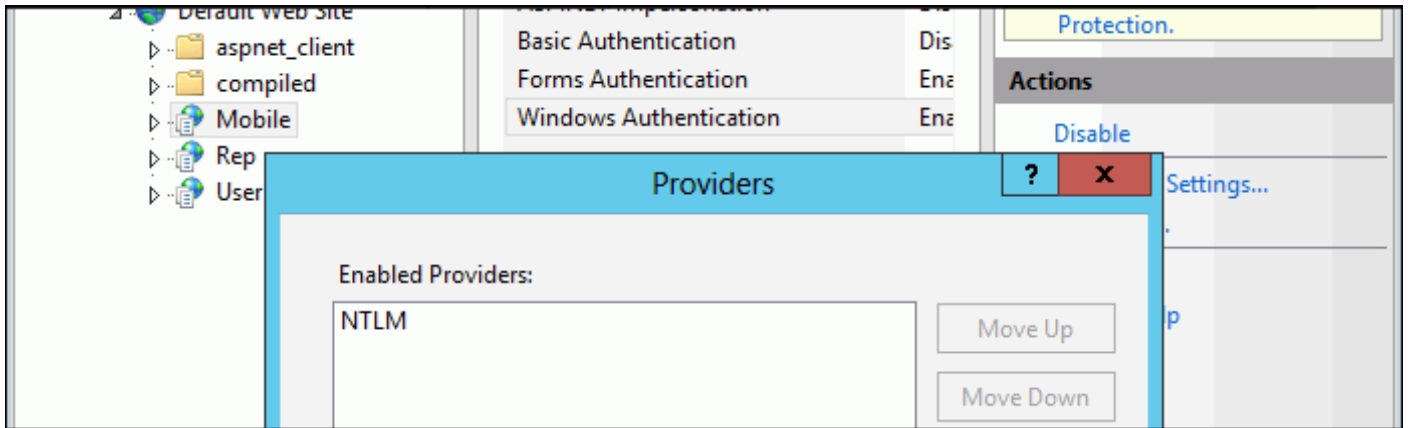 Default Web Site
aspnet_client
compiled
Mobile
Rep
User
Basic Authentication Dis
Forms Authentication Ena
Windows Authentication Ena
Protection.
Actions
Disable
Settings...
Providers
?
x
Enabled Providers:
NTLM
Move Up
Move Down